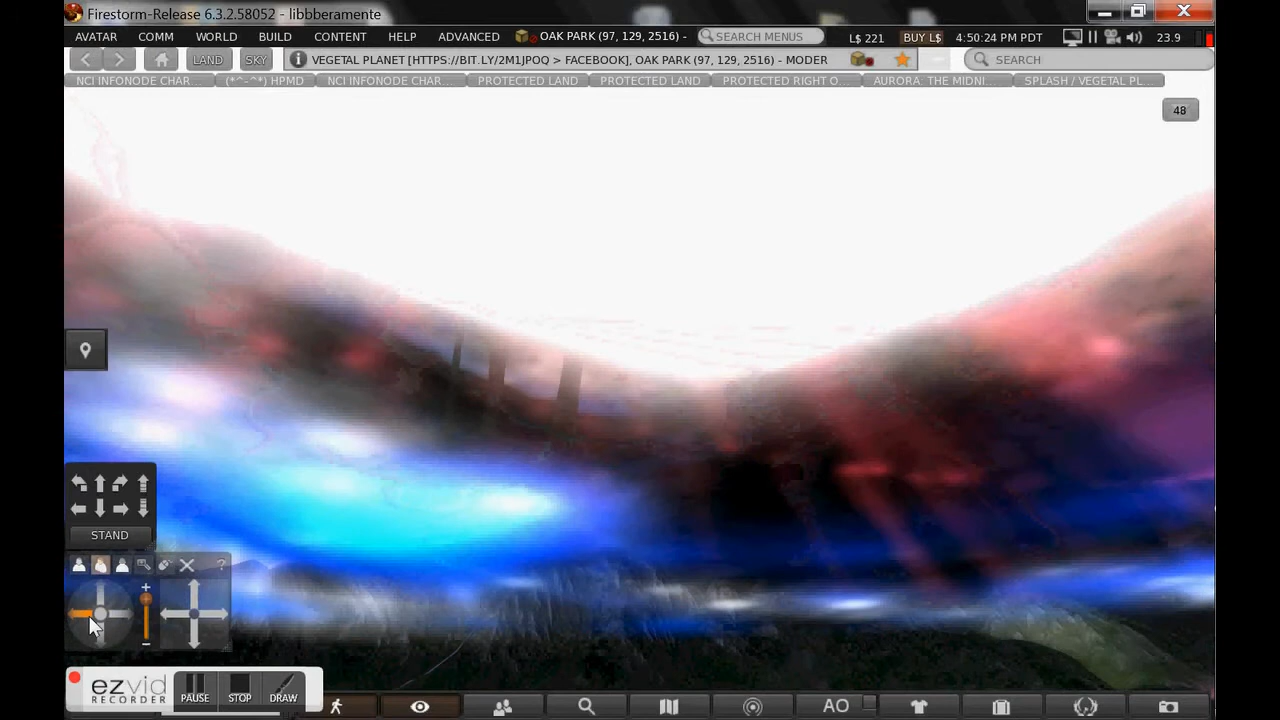 Firestorm-Release 6.3.2.58052 - libbberamente
AVATAR COMM WORLD BUILD CONTENT HELP ADVANCED OAK PARK (97, 129, 2516) - SEARCH MENUS L$ 221 BUY L$ 4:50:24 PM PDT 23.9
LAND SKY VEGETAL PLANET [HTTPS://BIT.LY/2N1JPOQ > FACEBOOK], OAK PARK (97, 129, 2516) - MODER SEARCH
NCI INFONODE CHAR... (*^-^*) HPMD NCI INFONODE CHAR... PROTECTED LAND PROTECTED LAND PROTECTED RIGHT O... AURORA: THE MIDNI... SPLASH / VEGETAL PL...
48
STAND
?
ezvid
RECORDER
PAUSE STOP DRAW
AO